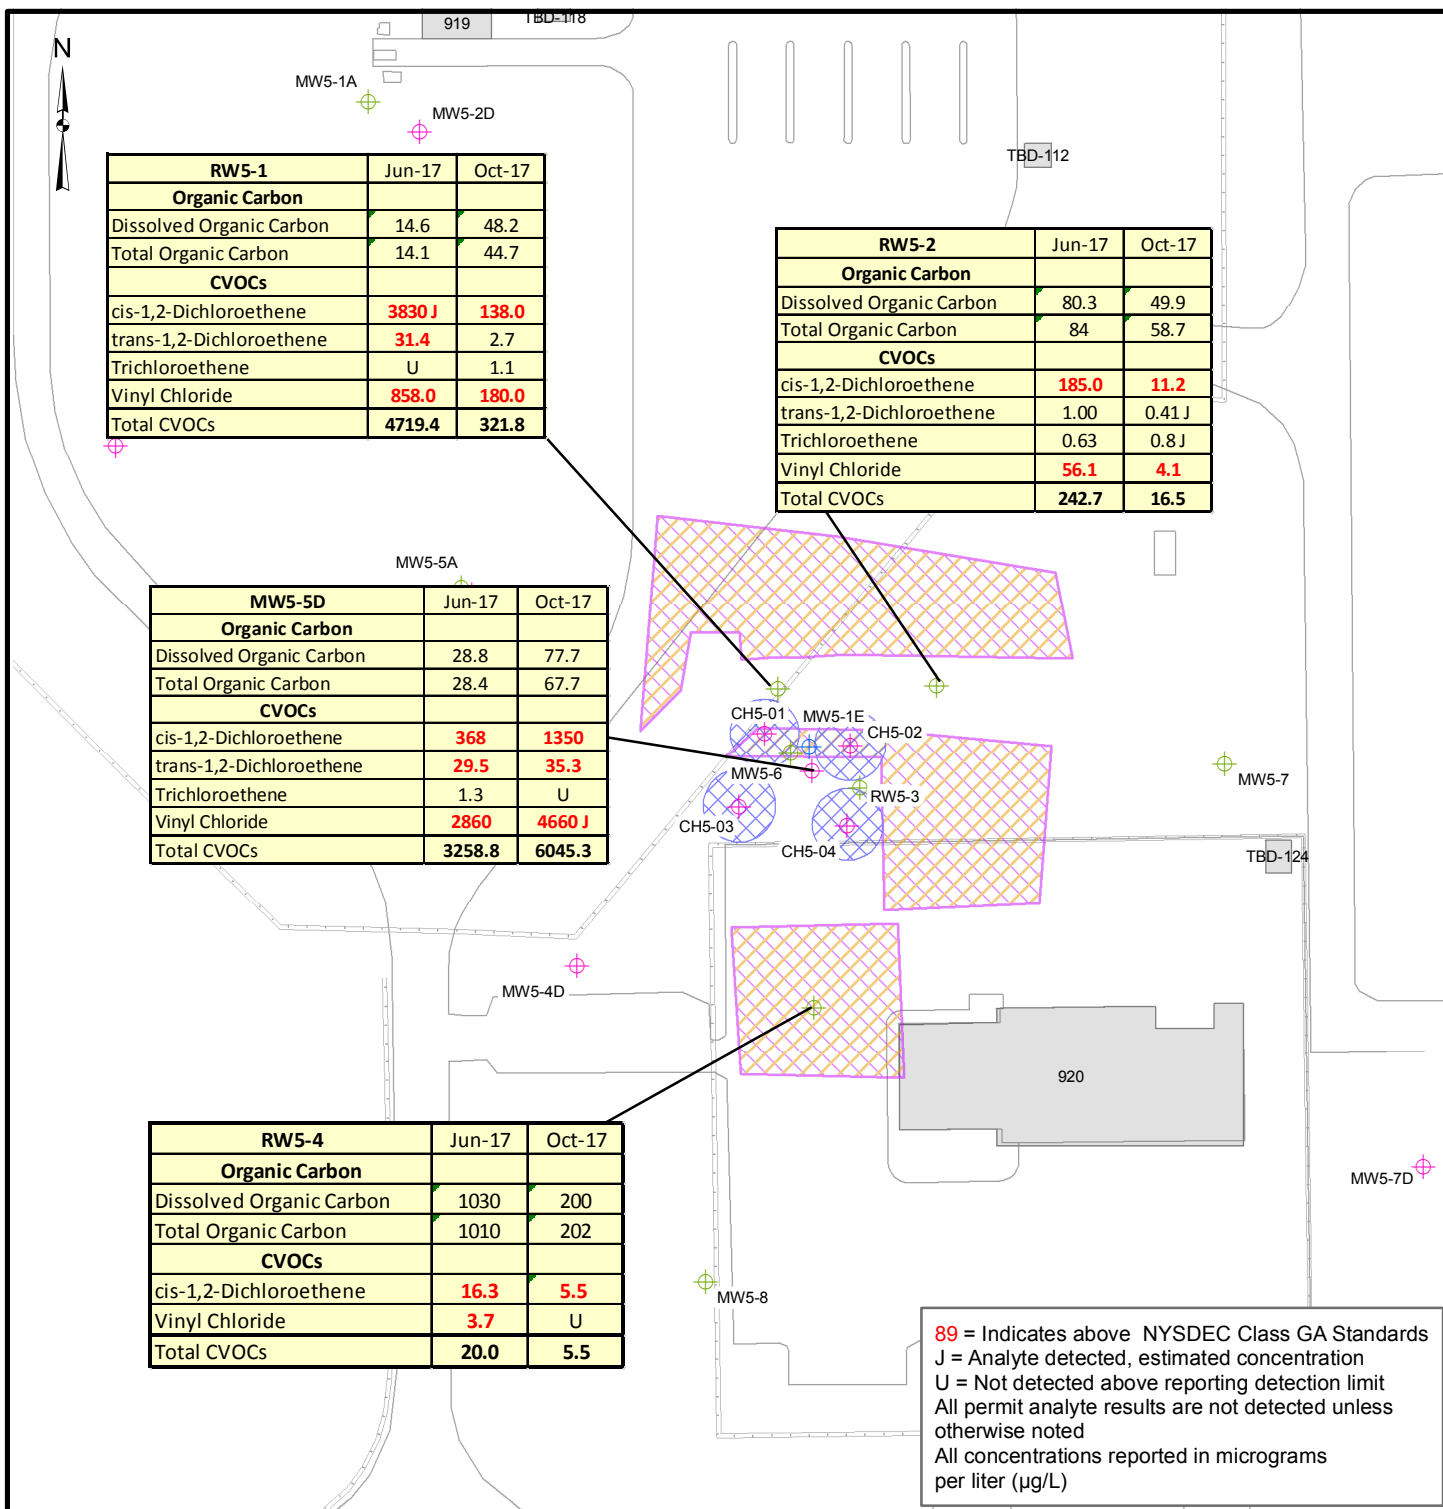 919
TBD-118
N
MW5-1A
MW5-2D
TBD-112
RW5-1 Jun-17 Oct-17
Organic Carbon
Dissolved Organic Carbon 14.6 48.2
Total Organic Carbon 14.1 44.7
CVOCs
cis-1,2-Dichloroethene 3830 J 138.0
trans-1,2-Dichloroethene 31.4 2.7
Trichloroethene U 1.1
Vinyl Chloride 858.0 180.0
Total CVOCs 4719.4 321.8
RW5-2 Jun-17 Oct-17
Organic Carbon
Dissolved Organic Carbon 80.3 49.9
Total Organic Carbon 84 58.7
CVOCs
cis-1,2-Dichloroethene 185.0 11.2
trans-1,2-Dichloroethene 1.00 0.41 J
Trichloroethene 0.63 0.8 J
Vinyl Chloride 56.1 4.1
Total CVOCs 242.7 16.5
MW5-5A
MW5-5D Jun-17 Oct-17
Organic Carbon
Dissolved Organic Carbon 28.8 77.7
Total Organic Carbon 28.4 67.7
CVOCs
cis-1,2-Dichloroethene 368 1350
trans-1,2-Dichloroethene 29.5 35.3
Trichloroethene 1.3 U
Vinyl Chloride 2860 4660 J
Total CVOCs 3258.8 6045.3
CH5-01
MW5-1E
CH5-02
MW5-6
RW5-3
CH5-03
CH5-04
MW5-7
TBD-124
MW5-4D
920
MW5-7D
RW5-4 Jun-17 Oct-17
Organic Carbon
Dissolved Organic Carbon 1030 200
Total Organic Carbon 1010 202
CVOCs
cis-1,2-Dichloroethene 16.3 5.5
Vinyl Chloride 3.7 U
Total CVOCs 20.0 5.5
MW5-8
89 = Indicates above NYSDEC Class GA Standards
J = Analyte detected, estimated concentration
U = Not detected above reporting detection limit
All permit analyte results are not detected unless
otherwise noted
All concentrations reported in micrograms
per liter (µg/L)